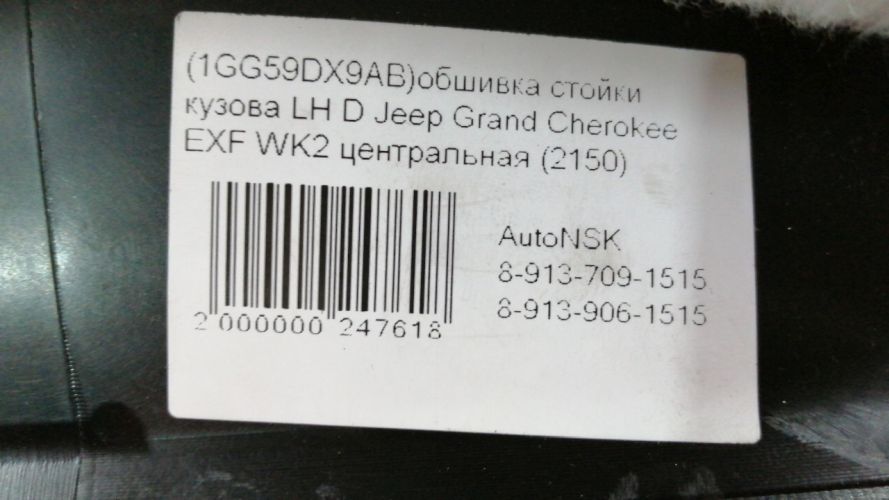 (1GG59DX9AB)обшивка стойки
кузова LH D Jeep Grand Cherokee
EXF WK2 центральная (2150)
AutoNSK
8-913-709-1515
8-913-906-1515
2 000000 247618